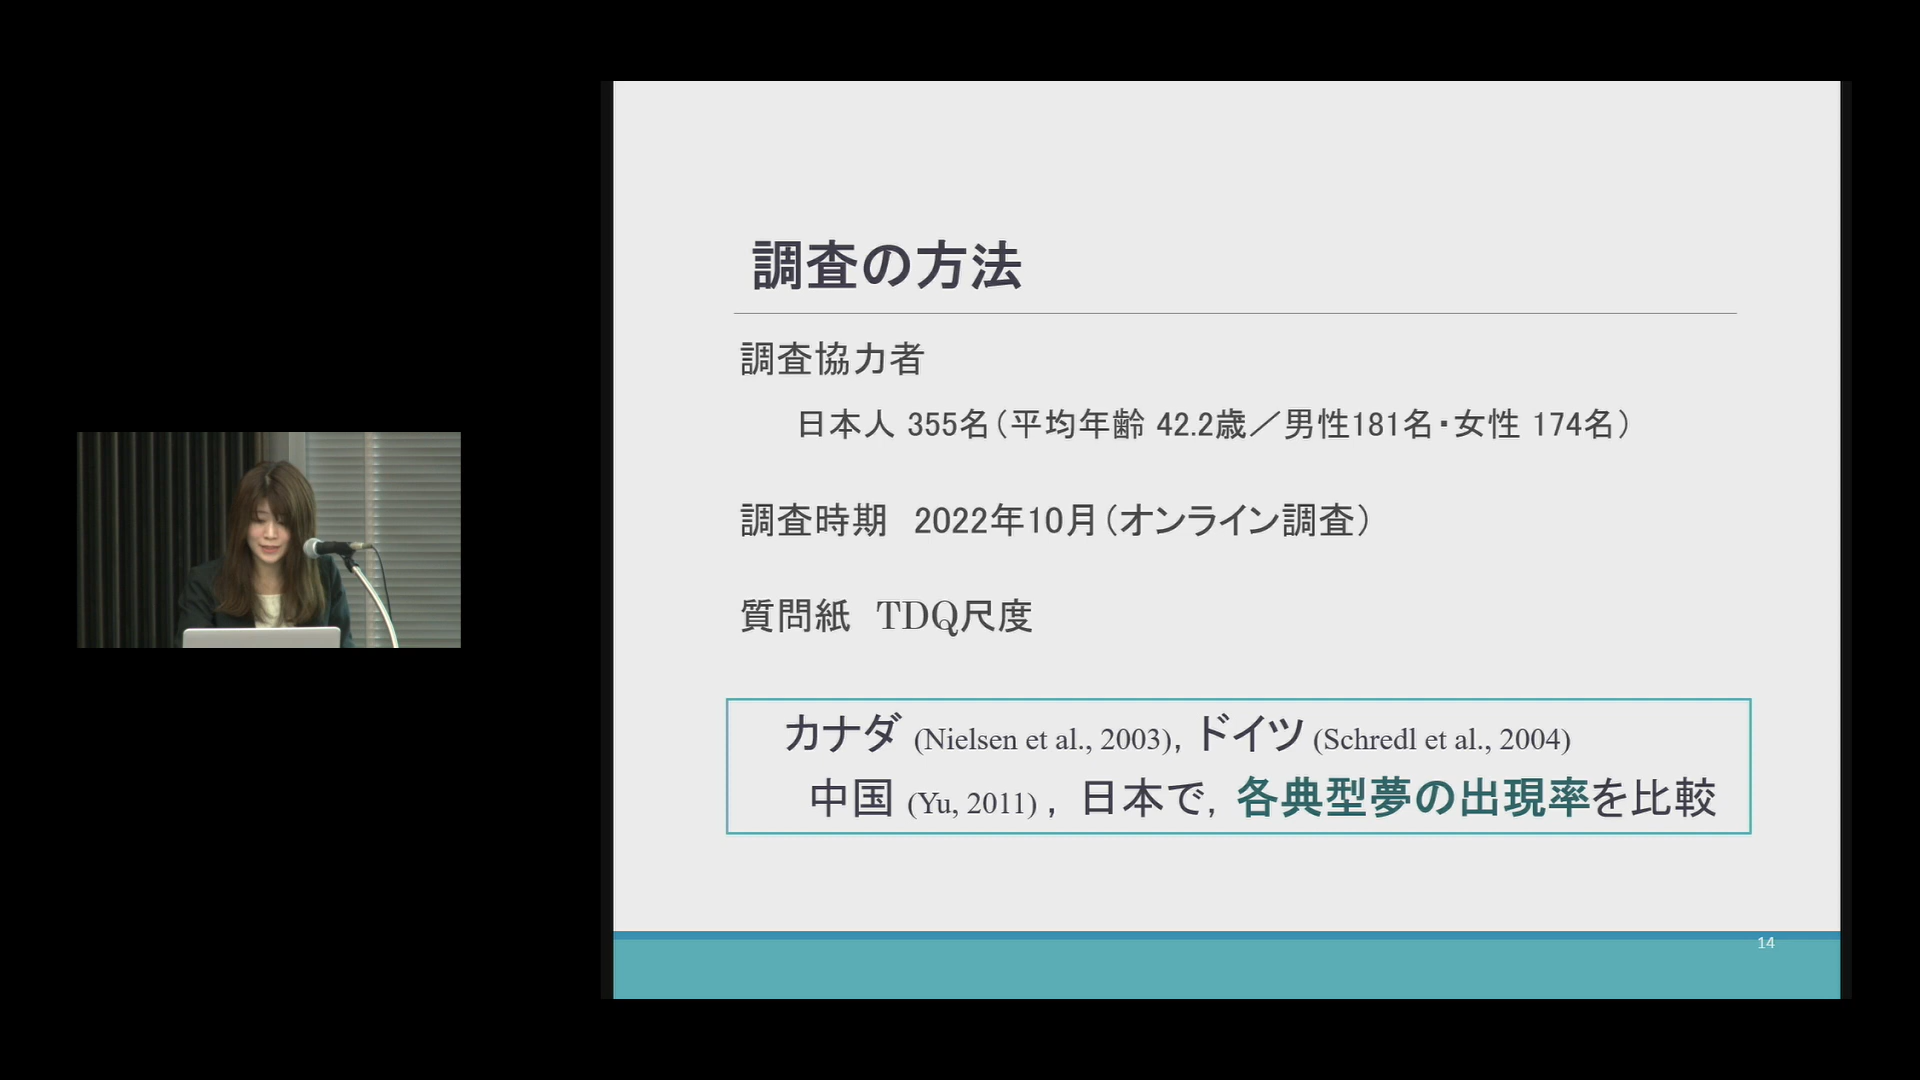 調査の方法
調査協力者
日本人 355名（平均年齢 42.2歳／男性181名・女性 174名）
調査時期　2022年10月（オンライン調査）
質問紙　TDQ尺度
カナダ (Nielsen et al., 2003), ドイツ (Schredl et al., 2004)
中国 (Yu, 2011) , 日本で, 各典型夢の出現率を比較
14